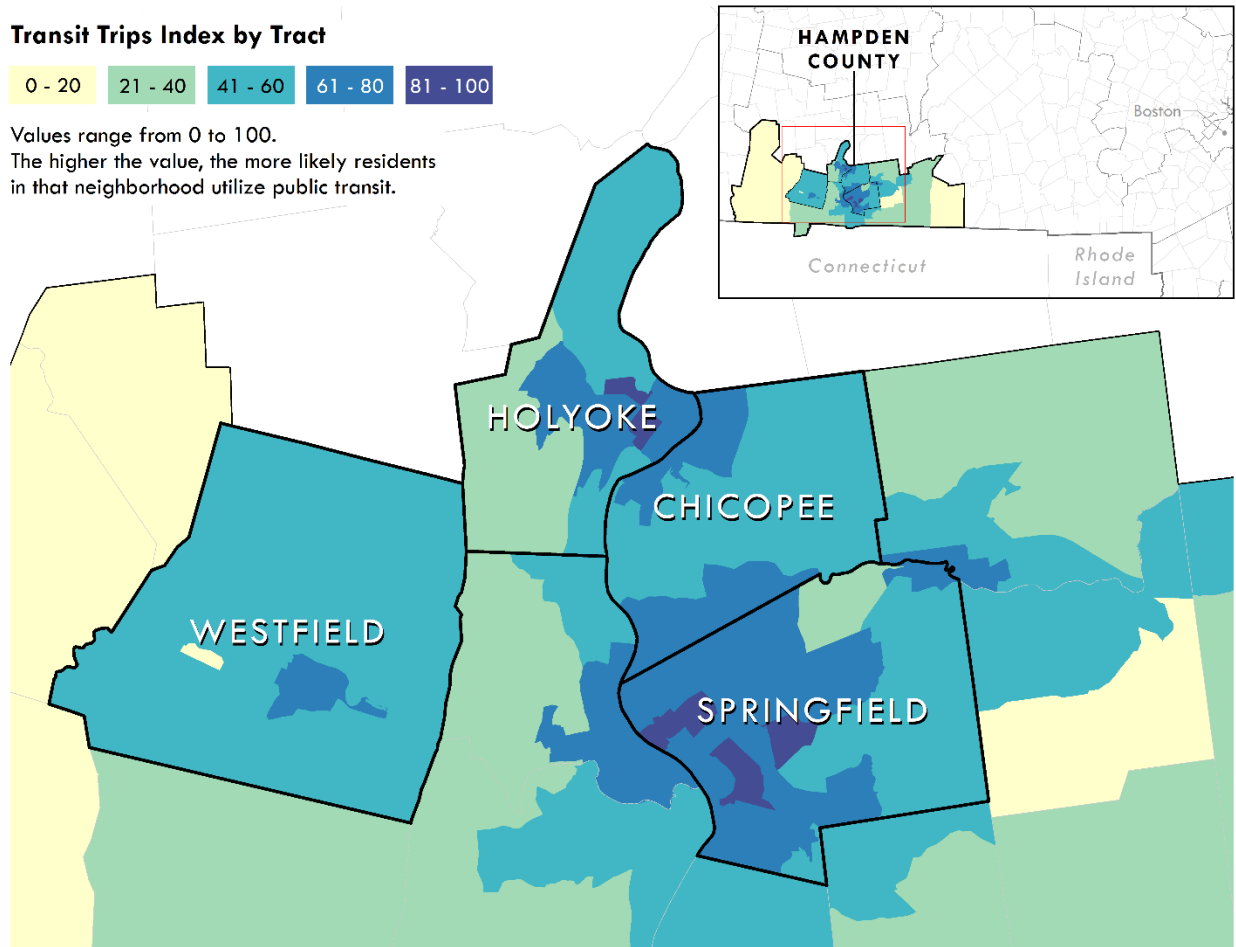 Transit Trips Index by Tract
0 - 20
21 - 40
41 - 60
61 - 80
81 - 100
Values range from 0 to 100.
The higher the value, the more likely residents
in that neighborhood utilize public transit.
HAMPDEN
COUNTY
Boston
Connecticut
Rhode
Island
HOLYOKE
CHICOPEE
WESTFIELD
SPRINGFIELD